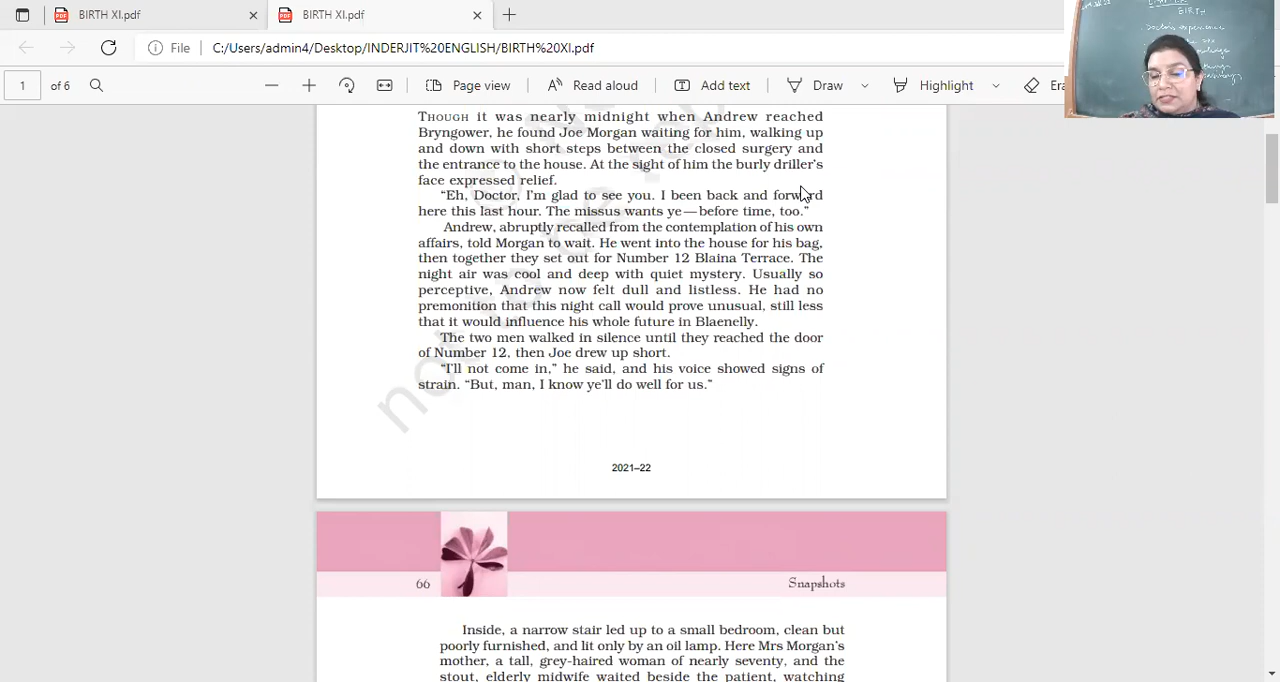 BIRTH XI.pdf
BIRTH XI.pdf
File
C:/Users/admin4/Desktop/INDERJIT%20ENGLISH/BIRTH%20XI.pdf
1 of 6
Page view
Read aloud
Add text
Draw
Highlight
Era
BIRTH
Doctor's experience
THOUGH it was nearly midnight when Andrew reached
Bryngower, he found Joe Morgan waiting for him, walking up
and down with short steps between the closed surgery and
the entrance to the house. At the sight of him the burly driller's
face expressed relief.
“Eh, Doctor, I'm glad to see you. I been back and forward
here this last hour. The missus wants ye—before time, too.”
Andrew, abruptly recalled from the contemplation of his own
affairs, told Morgan to wait. He went into the house for his bag,
then together they set out for Number 12 Blaina Terrace. The
night air was cool and deep with quiet mystery. Usually so
perceptive, Andrew now felt dull and listless. He had no
premonition that this night call would prove unusual, still less
that it would influence his whole future in Blaenelly.
The two men walked in silence until they reached the door
of Number 12, then Joe drew up short.
“I'll not come in,” he said, and his voice showed signs of
strain. “But, man, I know ye'll do well for us.”
2021–22
66
Snapshots
Inside, a narrow stair led up to a small bedroom, clean but
poorly furnished, and lit only by an oil lamp. Here Mrs Morgan's
mother, a tall, grey-haired woman of nearly seventy, and the
stout, elderly midwife waited beside the patient, watching